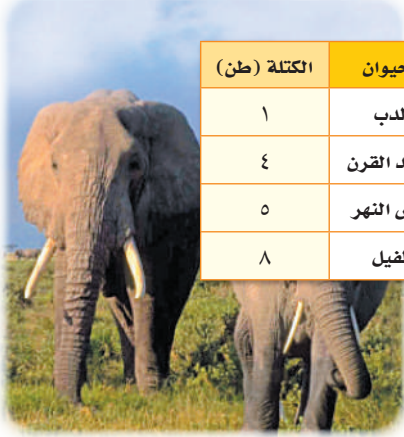 حيوان الكتلة (طن)
لدب ١
د القرن ٤
النهر ٥
لفيل ٨